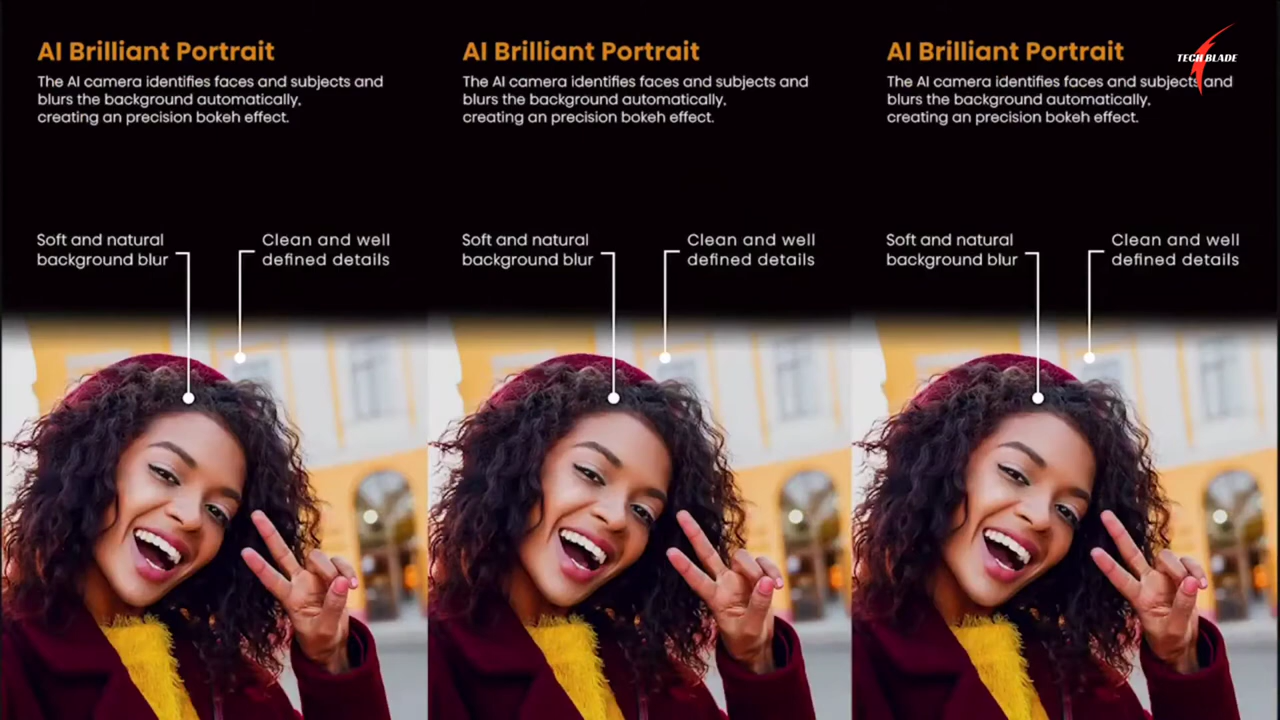 AI Brilliant Portrait
The AI camera identifies faces and subjects and
blurs the background automatically,
creating an precision bokeh effect.
Soft and natural
background blur
Clean and well
defined details
AI Brilliant Portrait
The AI camera identifies faces and subjects and
blurs the background automatically,
creating an precision bokeh effect.
Soft and natural
background blur
Clean and well
defined details
AI Brilliant Portrait
The AI camera identifies faces and subjects and
blurs the background automatically,
creating an precision bokeh effect.
Soft and natural
background blur
Clean and well
defined details
TECH BLADE